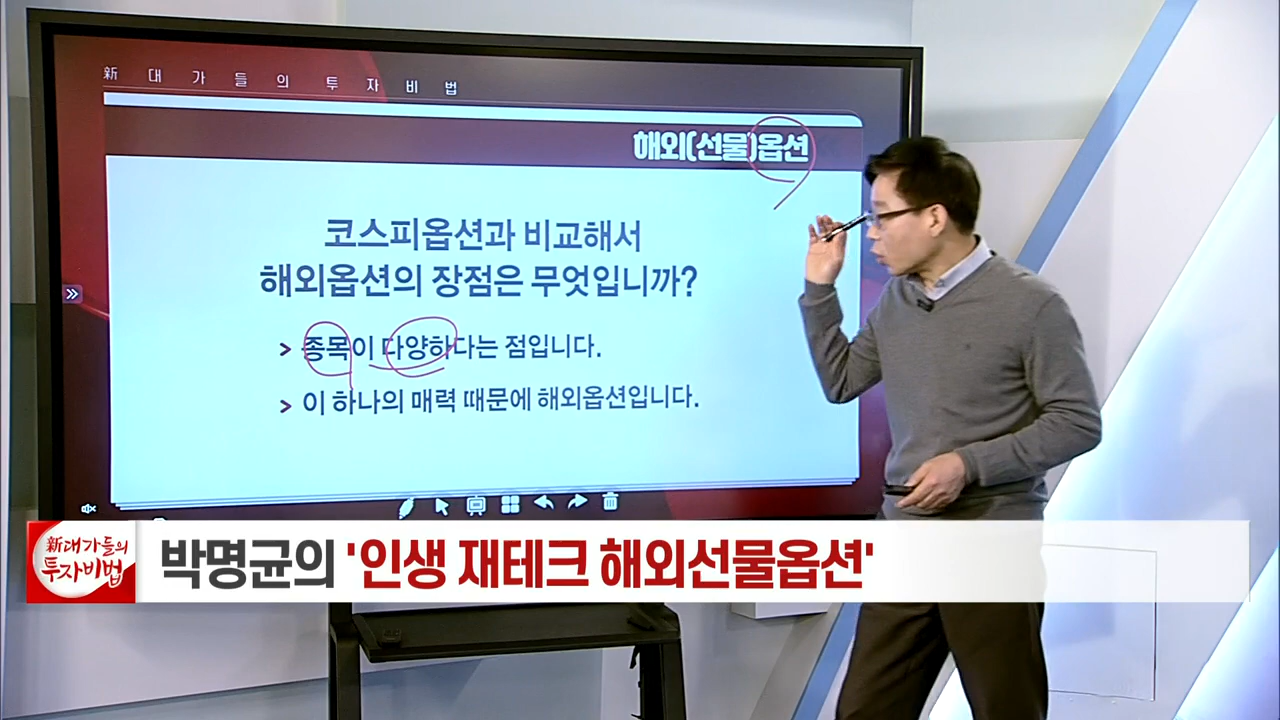 新 대 가 들 의 투 자 비 법
해외(선물)옵션
코스피옵션과 비교해서
해외옵션의 장점은 무엇입니까?
> 종목이 다양하다는 점입니다.
> 이 하나의 매력 때문에 해외옵션입니다.
新대가들의
투자비법
박명균의 '인생 재테크 해외선물옵션'